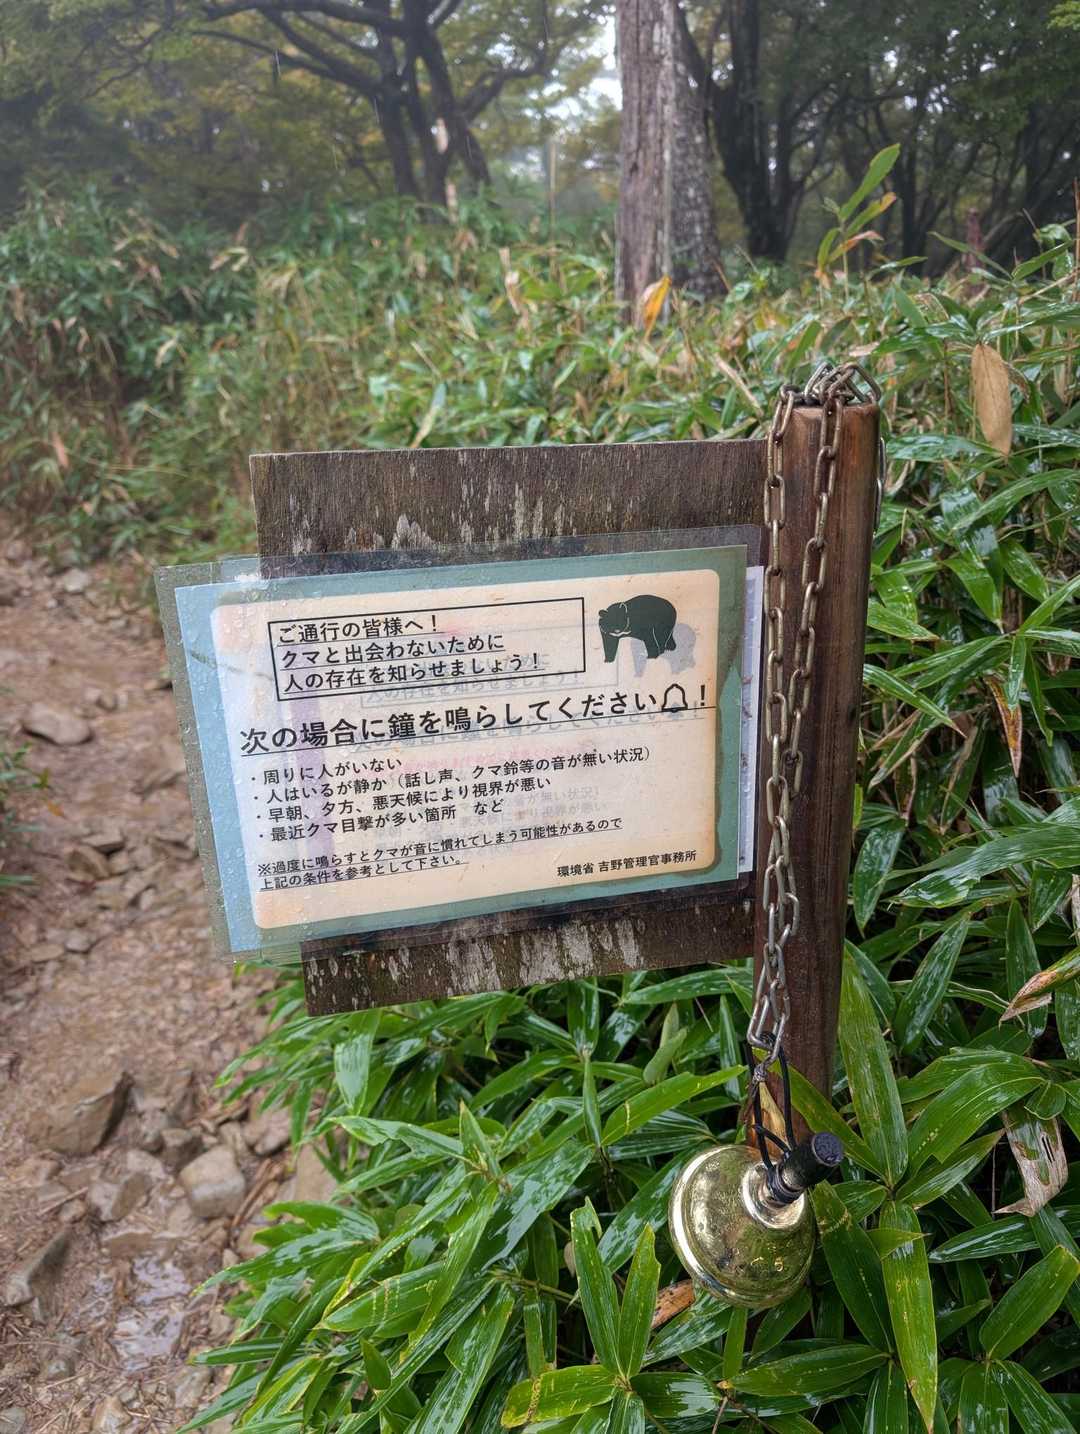 ご通行の皆様へ！
クマと出会わないために
人の存在を知らせましょう！
次の場合に鐘を鳴らしてください！
・周りに人がいない
・人はいるが静か（話し声、クマ鈴等の音が無い状況）
・早朝、夕方、悪天候により視界が悪い
・最近クマ目撃が多い箇所　など
※過度に鳴らすとクマが音に慣れてしまう可能性があるので
上記の条件を参考として下さい。
環境省 吉野管理官事務所